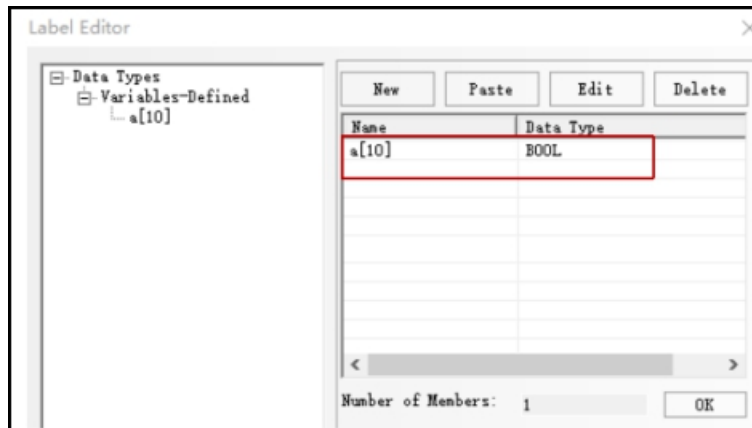 Label Editor
Data Types
Variables-Defined
a[10]
New Paste Edit Delete
Name Data Type
a[10] BOOL
Number of Members: 1 OK